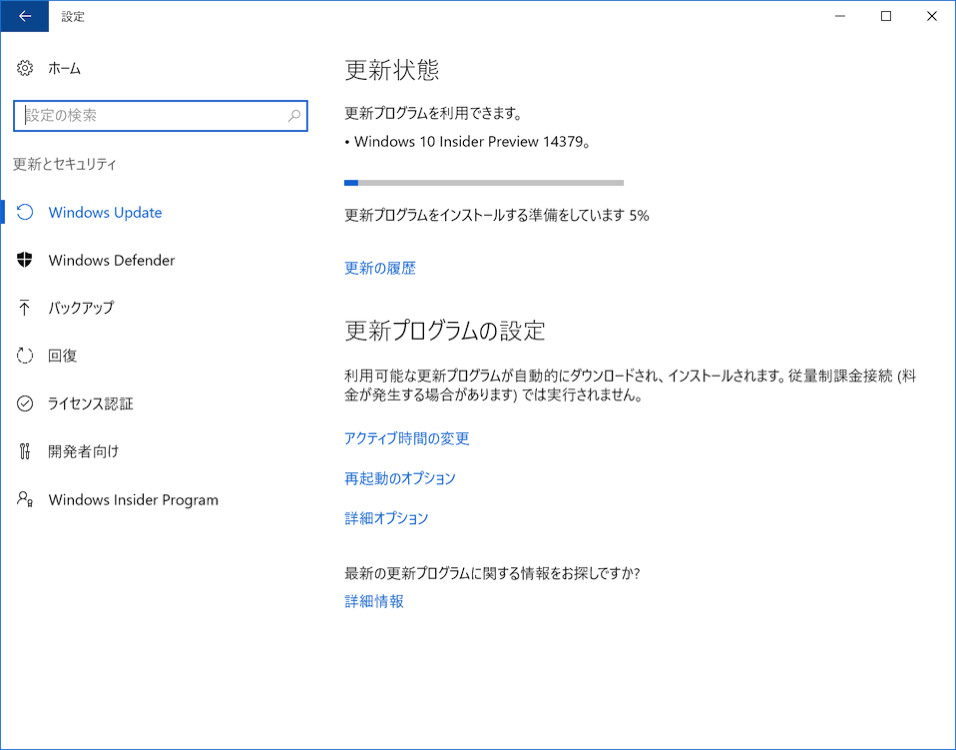 設定
ホーム
設定の検索
更新とセキュリティ
Windows Update
Windows Defender
バックアップ
回復
ライセンス認証
開発者向け
Windows Insider Program
更新状態
更新プログラムを利用できます。
• Windows 10 Insider Preview 14379。
更新プログラムをインストールする準備をしています 5%
更新の履歴
更新プログラムの設定
利用可能な更新プログラムが自動的にダウンロードされ、インストールされます。従量制課金接続 (料
金が発生する場合があります) では実行されません。
アクティブ時間の変更
再起動のオプション
詳細オプション
最新の更新プログラムに関する情報をお探しですか?
詳細情報